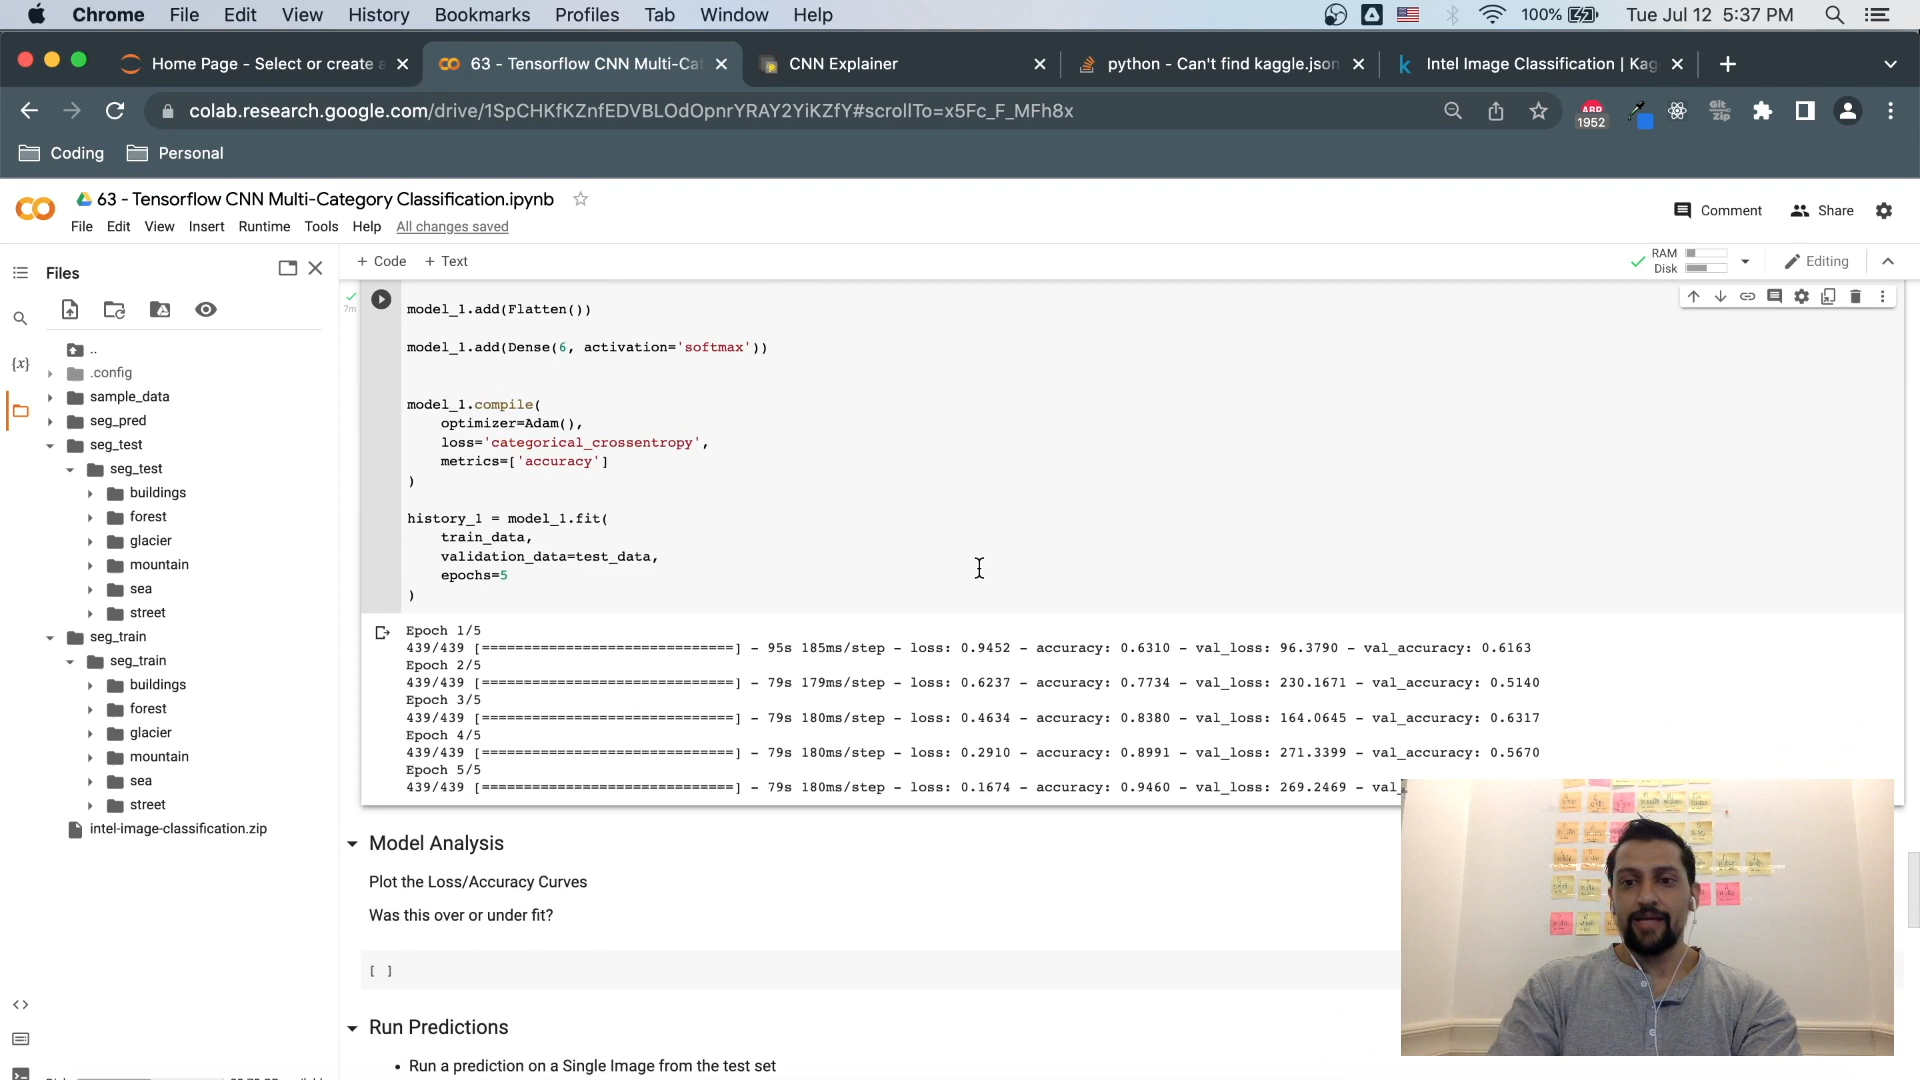 Chrome File Edit View History Bookmarks Profiles Tab Window Help 100% Tue Jul 12 5:37 PM
Home Page - Select or create a
63 - Tensorflow CNN Multi-Cat
CNN Explainer
python - Can't find kaggle.json
Intel Image Classification | Kag
colab.research.google.com/drive/1SpCHKfKZnfEDVBLOdOpnrYRAY2YiKZfY#scrollTo=x5Fc_F_MFh8x
ABP
1952
Git
Zip
Coding Personal
63 - Tensorflow CNN Multi-Category Classification.ipynb
File Edit View Insert Runtime Tools Help All changes saved
Comment Share
Files
+ Code + Text
RAM
Disk
Editing
..
.config
sample_data
seg_pred
seg_test
seg_test
buildings
forest
glacier
mountain
sea
street
seg_train
seg_train
buildings
forest
glacier
mountain
sea
street
intel-image-classification.zip
{x}
7m
model_1.add(Flatten())
model_1.add(Dense(6, activation='softmax'))
model_1.compile(
optimizer=Adam(),
loss='categorical_crossentropy',
metrics=['accuracy']
)
history_1 = model_1.fit(
train_data,
validation_data=test_data,
epochs=5
)
Epoch 1/5
439/439 [==============================] - 95s 185ms/step - loss: 0.9452 - accuracy: 0.6310 - val_loss: 96.3790 - val_accuracy: 0.6163
Epoch 2/5
439/439 [==============================] - 79s 179ms/step - loss: 0.6237 - accuracy: 0.7734 - val_loss: 230.1671 - val_accuracy: 0.5140
Epoch 3/5
439/439 [==============================] - 79s 180ms/step - loss: 0.4634 - accuracy: 0.8380 - val_loss: 164.0645 - val_accuracy: 0.6317
Epoch 4/5
439/439 [==============================] - 79s 180ms/step - loss: 0.2910 - accuracy: 0.8991 - val_loss: 271.3399 - val_accuracy: 0.5670
Epoch 5/5
439/439 [==============================] - 79s 180ms/step - loss: 0.1674 - accuracy: 0.9460 - val_loss: 269.2469 - val_
Model Analysis
Plot the Loss/Accuracy Curves
Was this over or under fit?
[ ]
Run Predictions
• Run a prediction on a Single Image from the test set